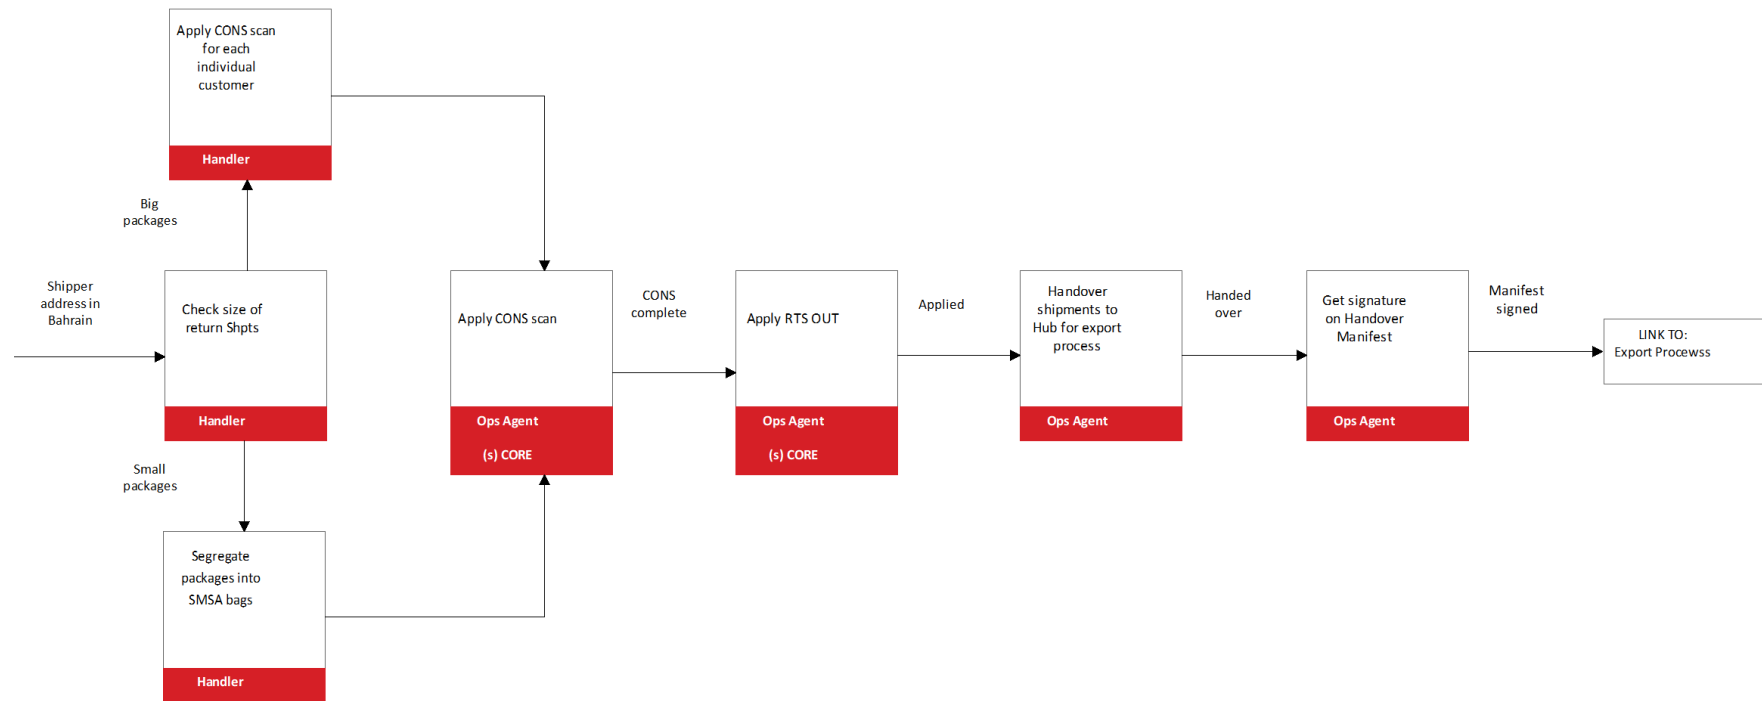 Apply CONS scan
for each
individual
customer
Handler
Big
packages
Shipper
address in
Bahrain
Check size of
return Shpts
Handler
Small
packages
Segregate
packages into
SMSA bags
Handler
Apply CONS scan
Ops Agent
(s) CORE
CONS
complete
Apply RTS OUT
Ops Agent
(s) CORE
Applied
Handover
shipments to
Hub for export
process
Ops Agent
Handed
over
Get signature
on Handover
Manifest
Ops Agent
Manifest
signed
LINK TO:
Export Procewss